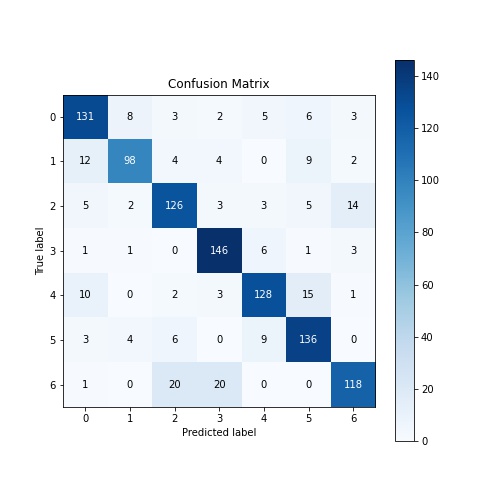 Confusion Matrix
True label
0 131 8 3 2 5 6 3
1 12 98 4 4 0 9 2
2 5 2 126 3 3 5 14
3 1 1 0 146 6 1 3
4 10 0 2 3 128 15 1
5 3 4 6 0 9 136 0
6 1 0 20 20 0 0 118
0 1 2 3 4 5 6
Predicted label
140
120
100
80
60
40
20
0